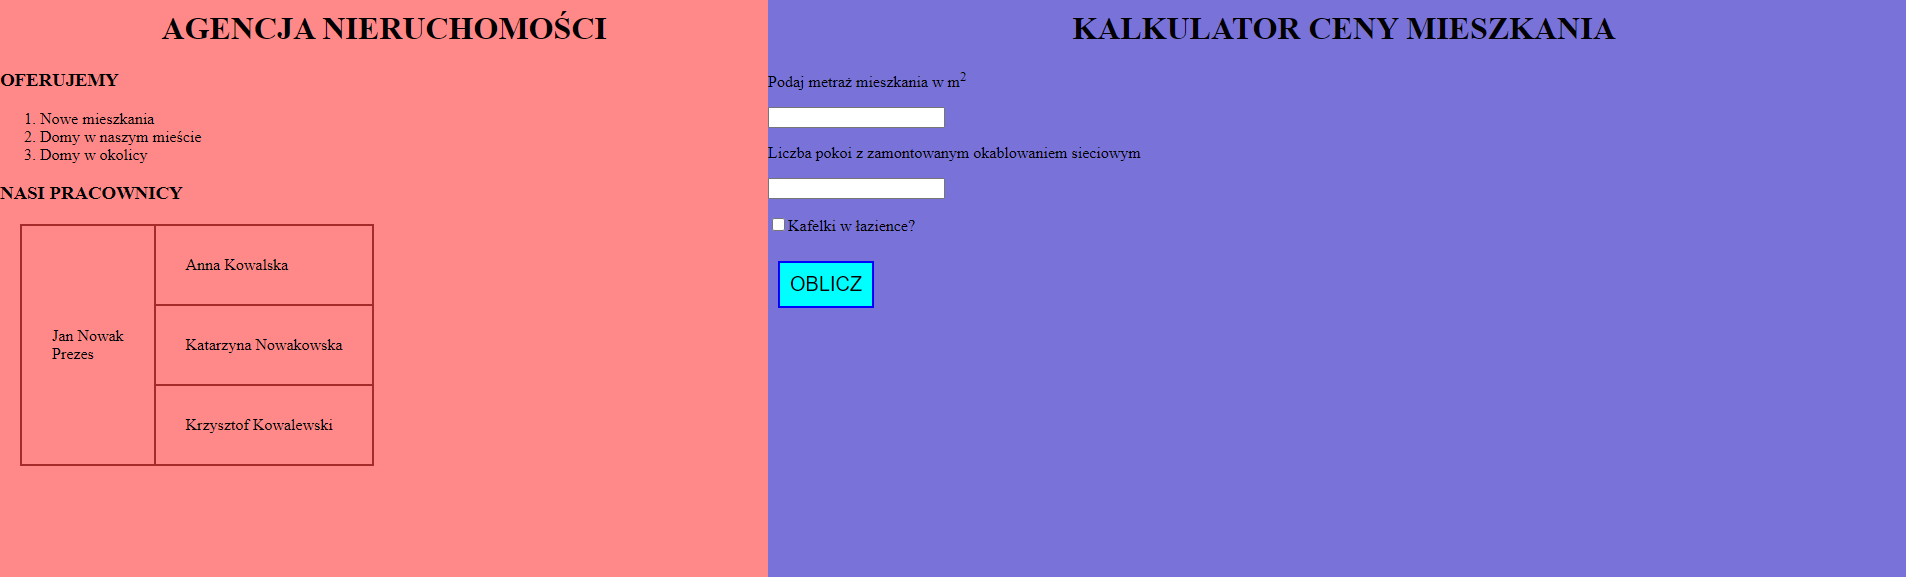 AGENCJA NIERUCHOMOŚCI
OFERUJEMY
1. Nowe mieszkania
2. Domy w naszym mieście
3. Domy w okolicy
NASI PRACOWNICY
Jan Nowak
Prezes
Anna Kowalska
Katarzyna Nowakowska
Krzysztof Kowalewski
KALKULATOR CENY MIESZKANIA
Podaj metraż mieszkania w m²
Liczba pokoi z zamontowanym okablowaniem sieciowym
Kafelki w łazience?
OBLICZ